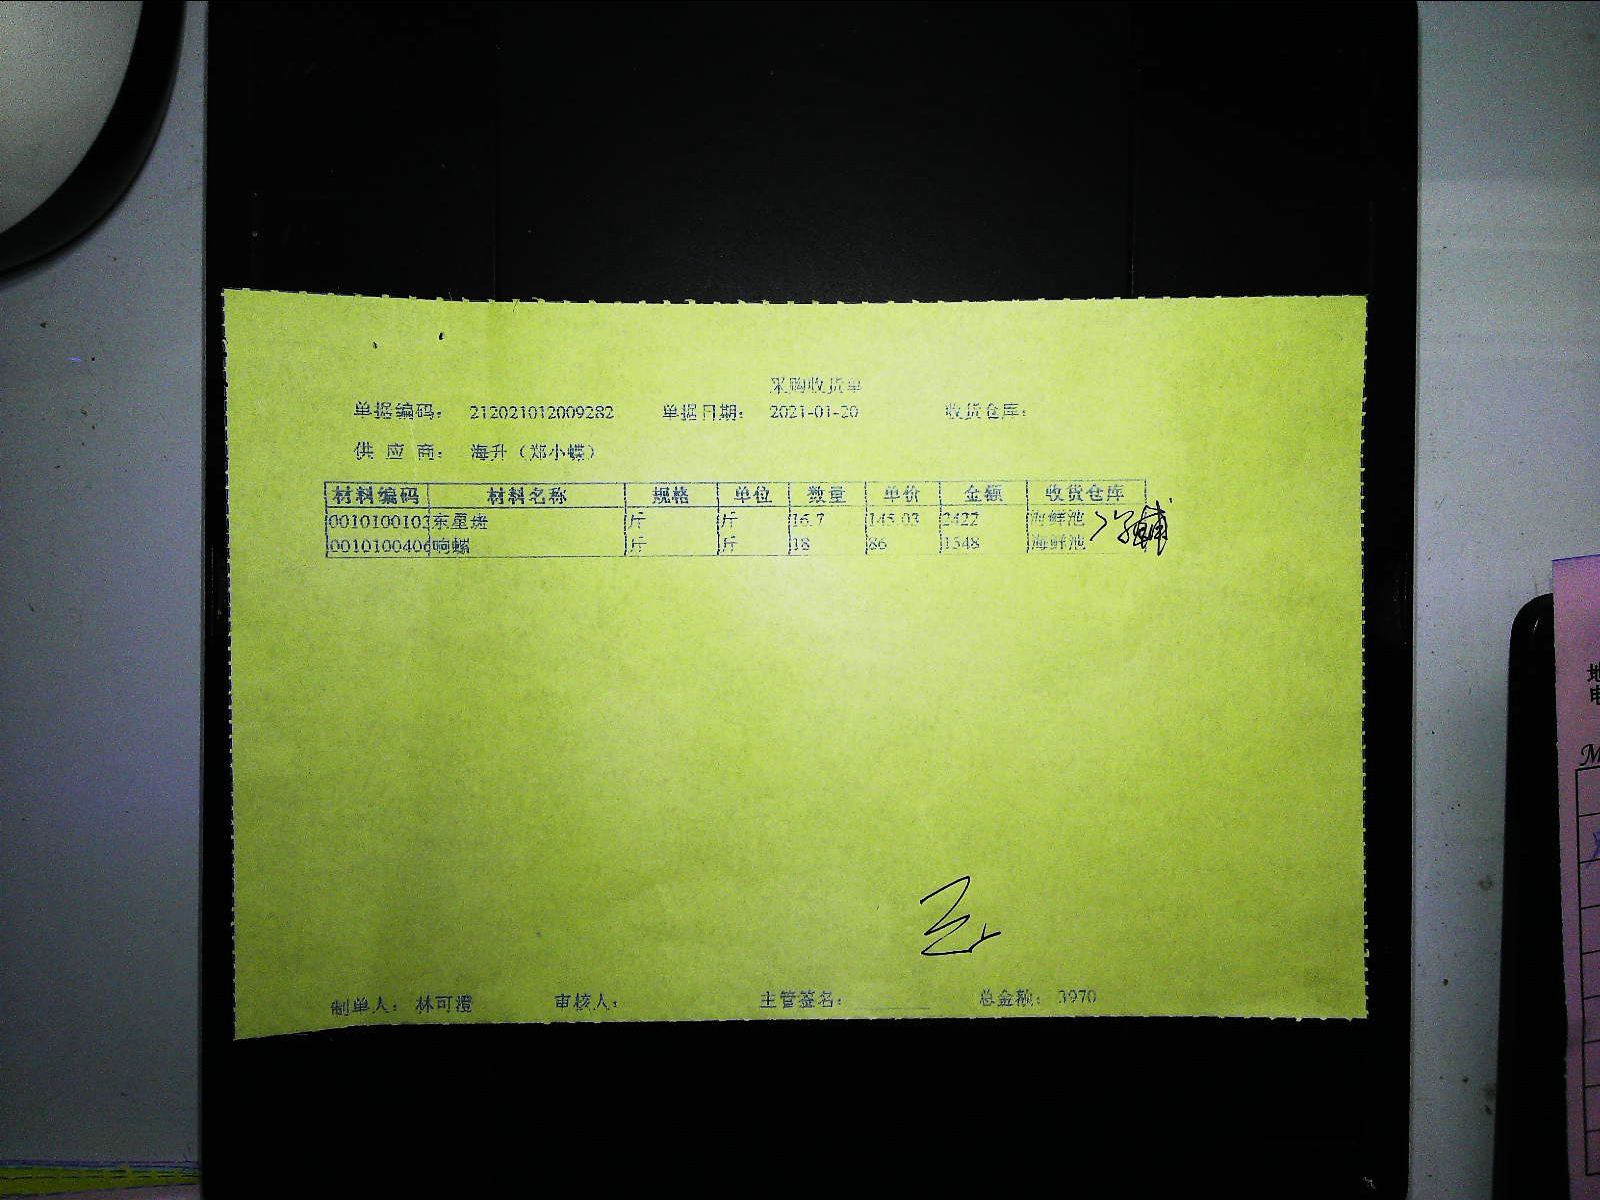 采购收货单
单据编码： 212021012009282 单据日期： 2021-01-20 收货仓库：
供 应 商： 海升（郑小蝶）
材料编码 材料名称 规格 单位 数量 单价 金额 收货仓库
0010100102 东星斑 斤 斤 16.7 145.03 2422 海鲜池
0010100406 响螺 斤 斤 18 86 1548 海鲜池
制单人： 林可澄 审核人： 主管签名： 总金额： 3970